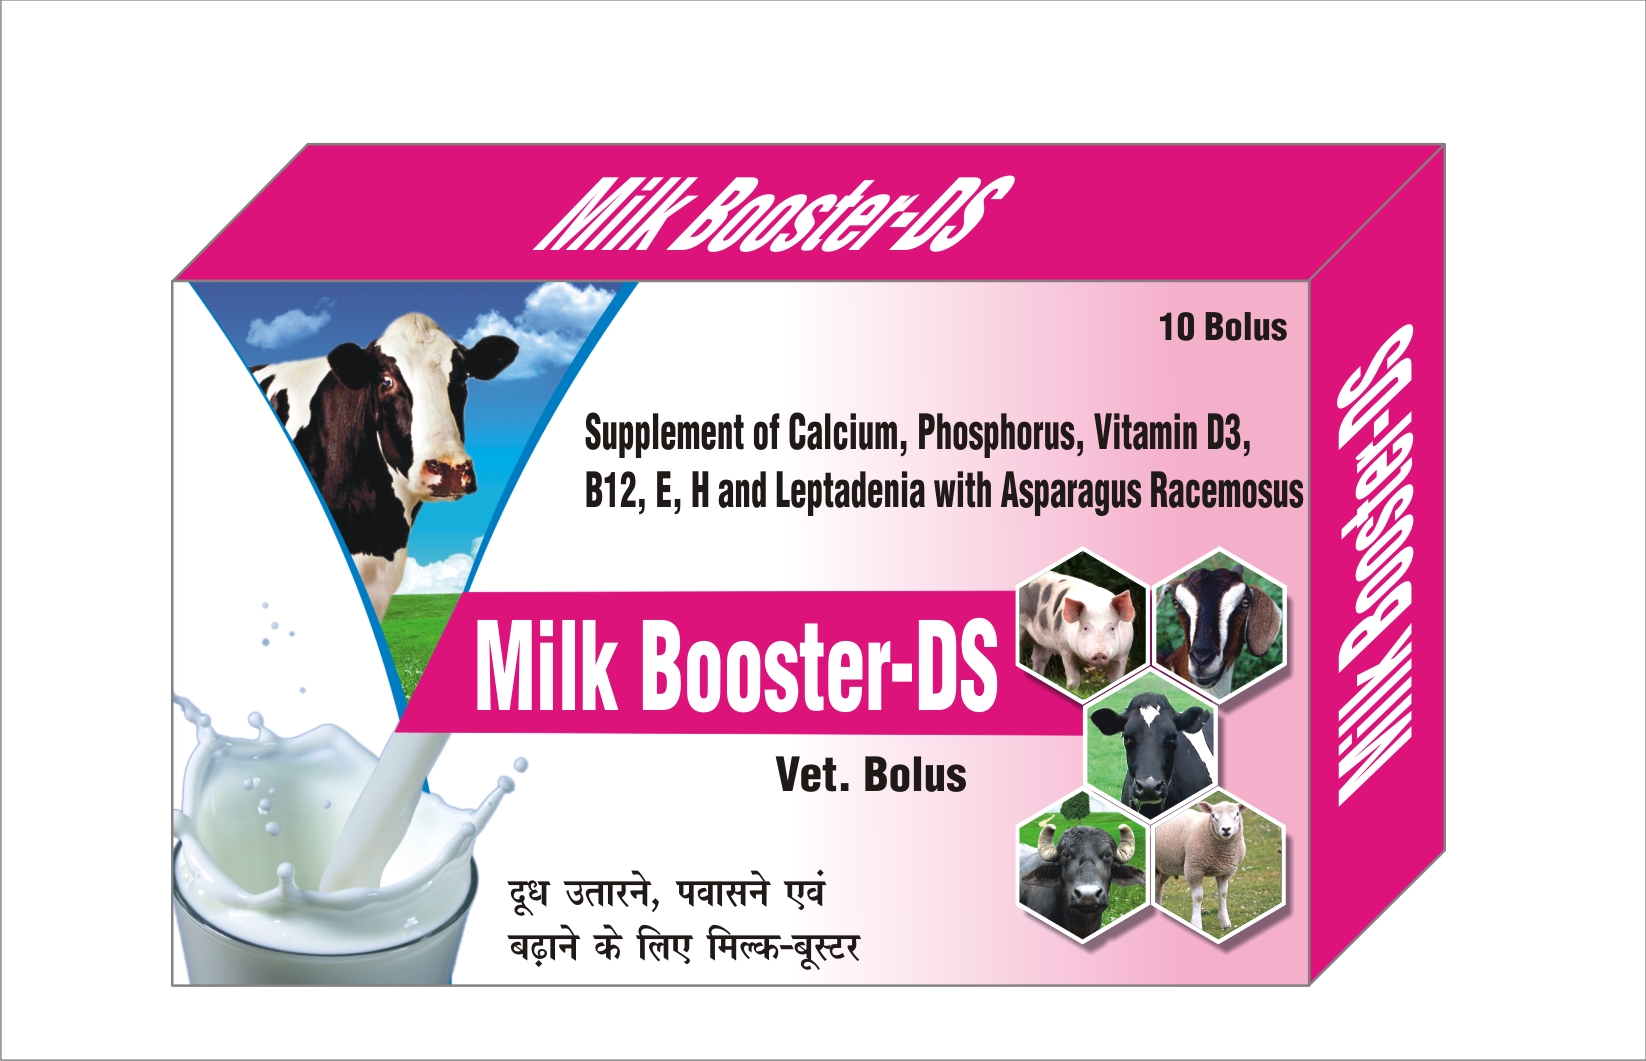 Milk Booster-DS
10 Bolus
Supplement of Calcium, Phosphorus, Vitamin D3,
B12, E, H and Leptadenia with Asparagus Racemosus
Milk Booster-DS
Vet. Bolus
दूध उतारने, पवासने एवं
बढ़ाने के लिए मिल्क-बूस्टर
Milk Booster-DS